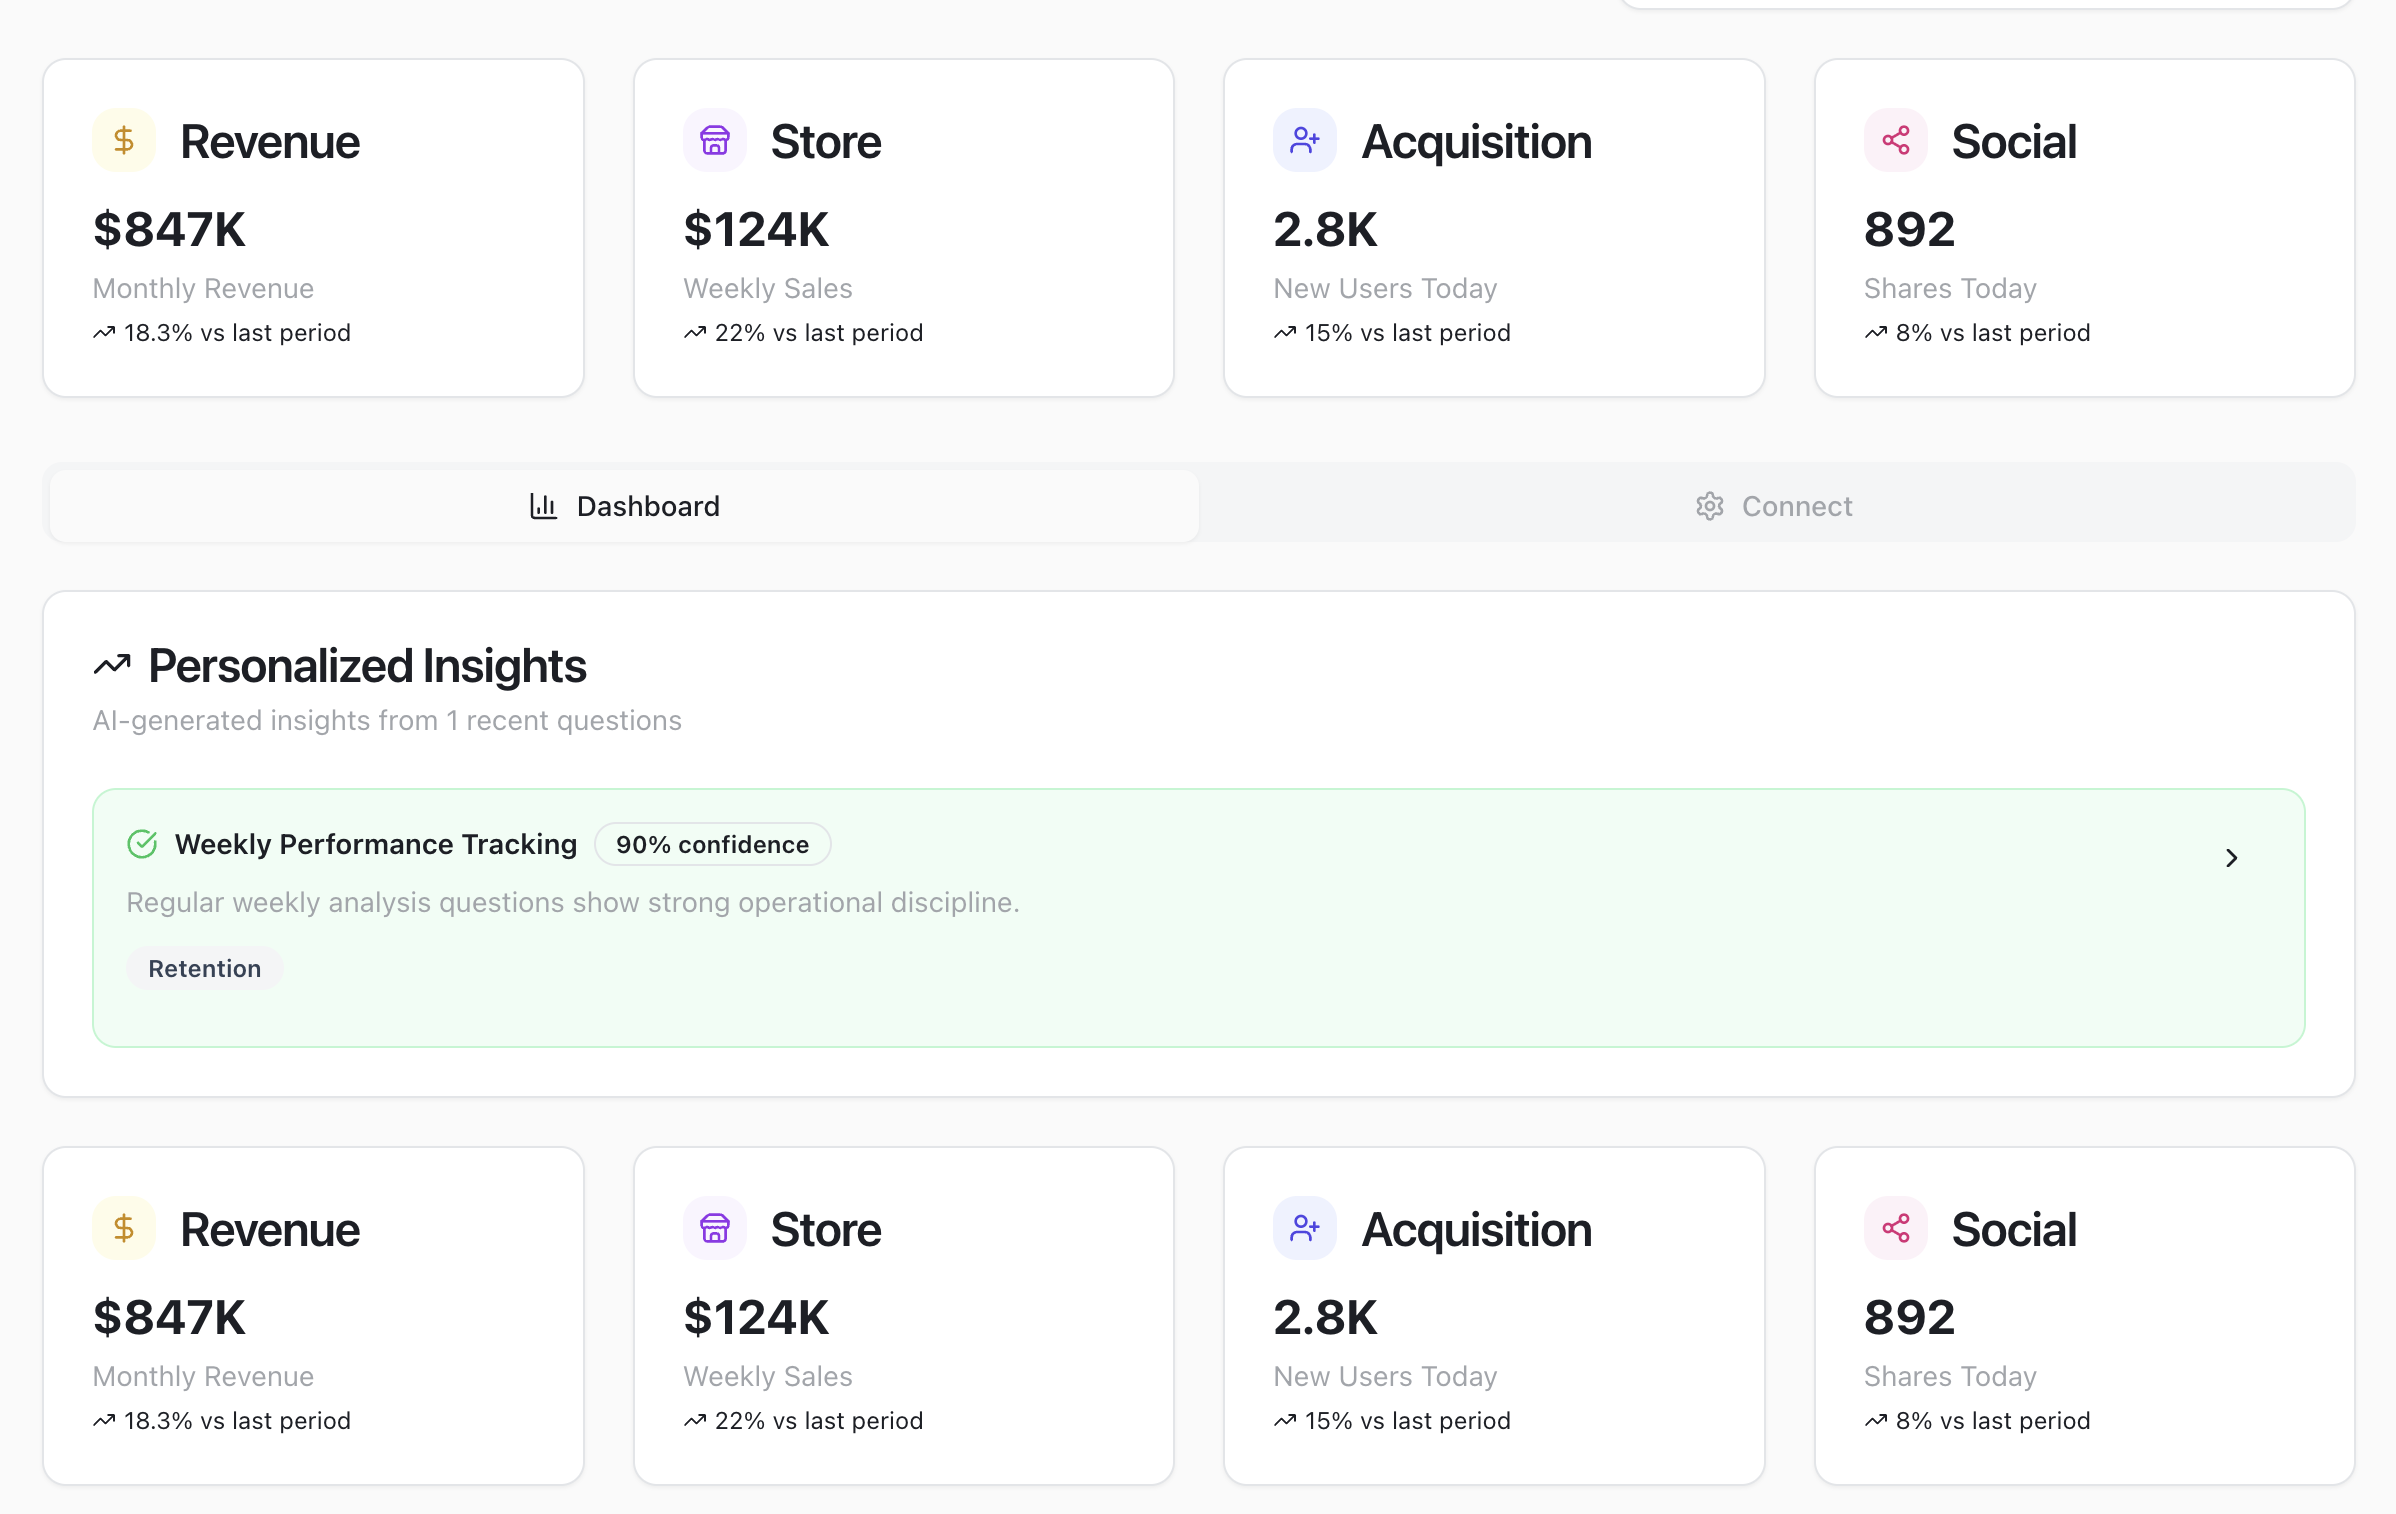 Revenue
$847K
Monthly Revenue
18.3% vs last period
Store
$124K
Weekly Sales
22% vs last period
Acquisition
2.8K
New Users Today
15% vs last period
Social
892
Shares Today
8% vs last period
Dashboard
Connect
Personalized Insights
AI-generated insights from 1 recent questions
Weekly Performance Tracking
90% confidence
Regular weekly analysis questions show strong operational discipline.
Retention
Revenue
$847K
Monthly Revenue
18.3% vs last period
Store
$124K
Weekly Sales
22% vs last period
Acquisition
2.8K
New Users Today
15% vs last period
Social
892
Shares Today
8% vs last period